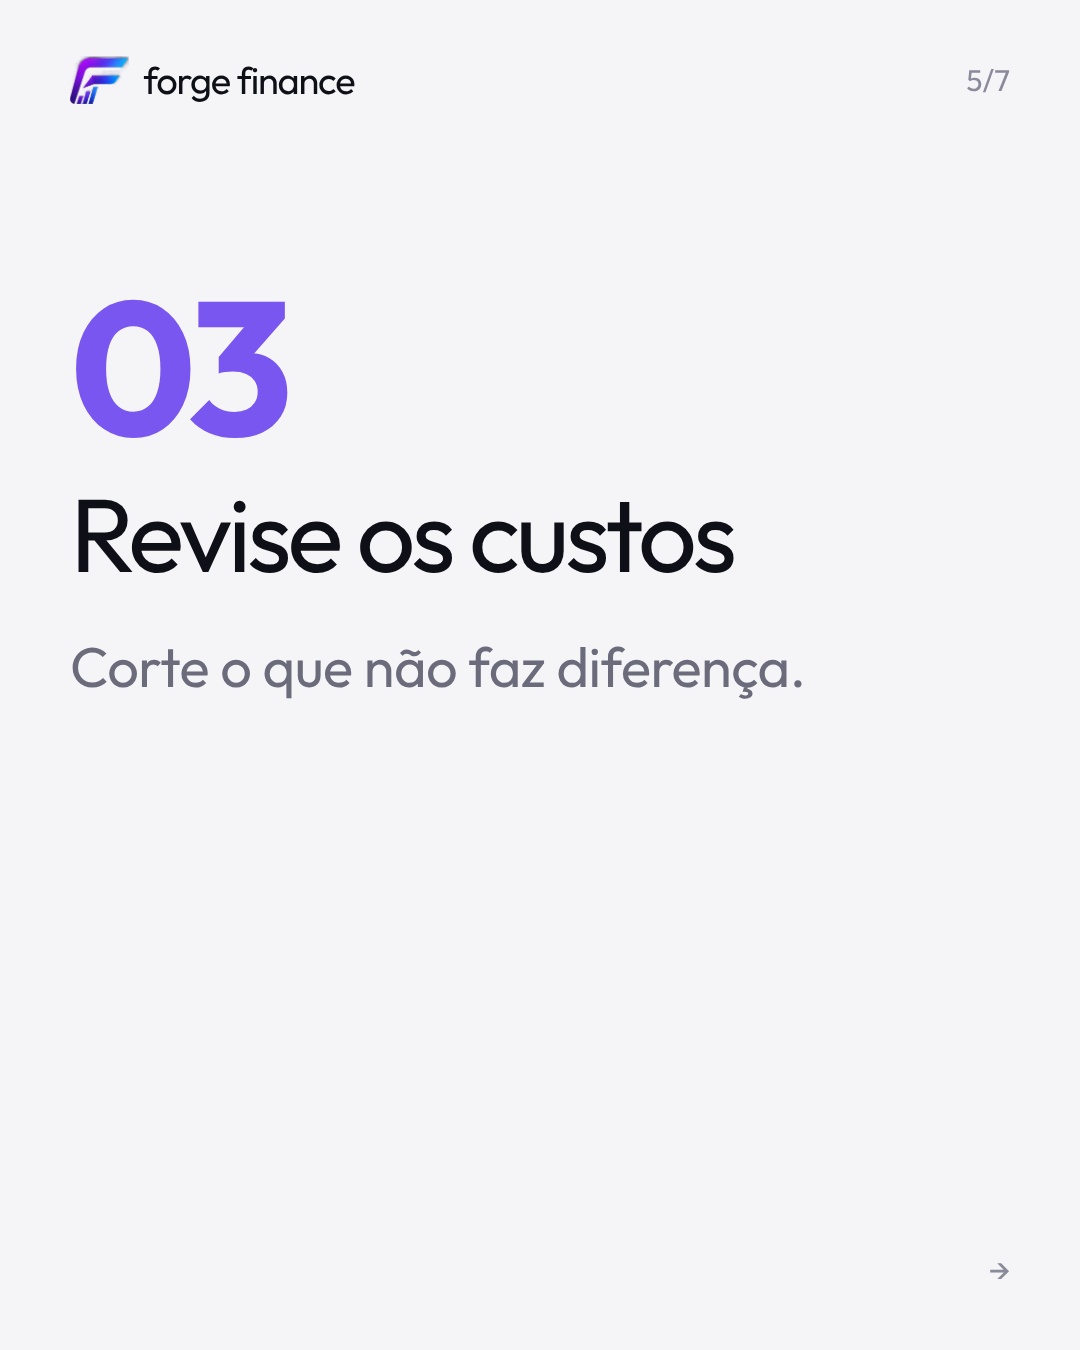 forge finance
5/7
03
Revise os custos
Corte o que não faz diferença.
→